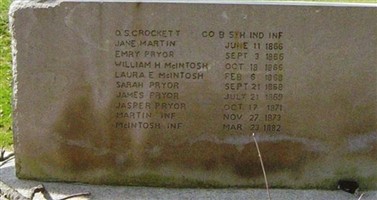 O.S. CROCKETT CO B 5TH IND INF
JANE MARTIN JUNE 11 1866
EMRY PRYOR SEPT 3 1866
WILLIAM H McINTOSH OCT. 18 1866
LAURA E McINTOSH FEB 5 1868
SARAH PRYOR SEPT. 21 1868
JAMES PRYOR JULY 21 1869
JASPER PRYOR OCT 17 1871
MARTIN INF NOV 27 1873
McINTOSH INF MAR 1882